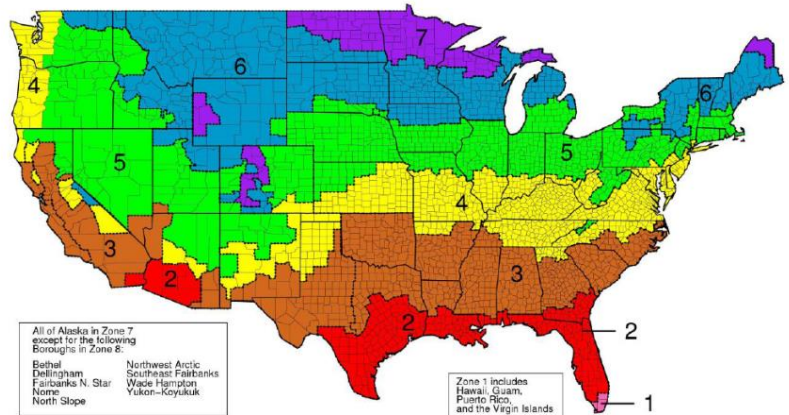 7
6
4
6
5
5
4
3
3
2
2
2
1
All of Alaska in Zone 7
except for the following
Boroughs in Zone 8:
Bethel Northwest Arctic
Dellingham Southeast Fairbanks
Fairbanks N. Star Wade Hampton
Nome Yukon-Koyukuk
North Slope
Zone 1 includes
Hawaii, Guam,
Puerto Rico,
and the Virgin Islands